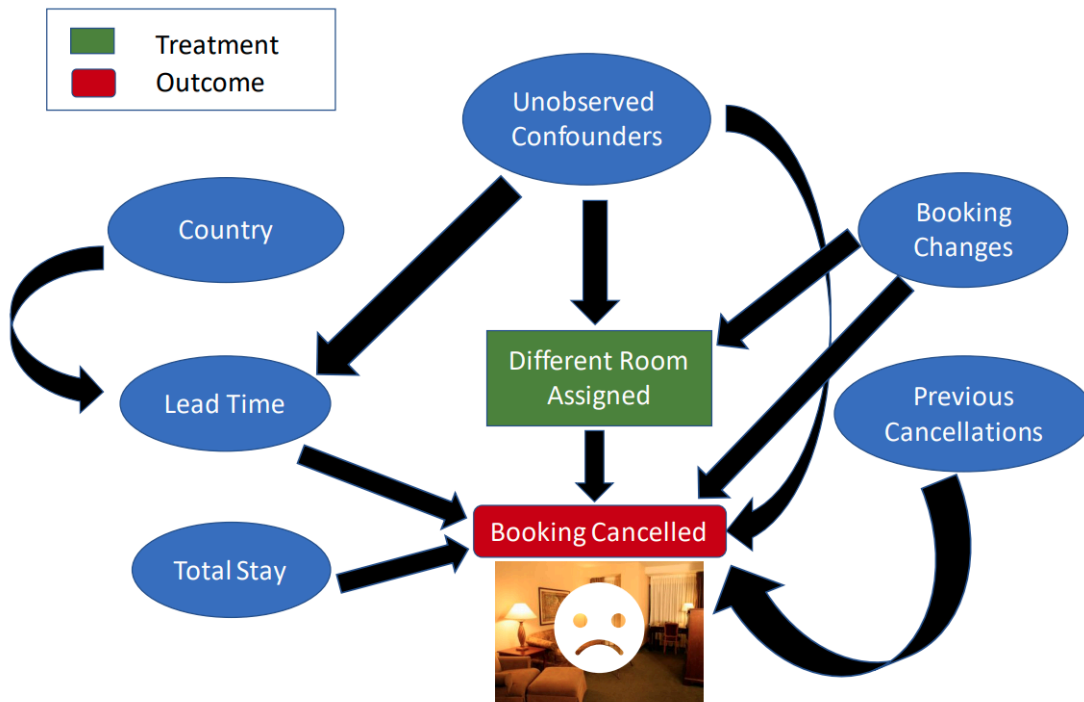 Treatment
Outcome
Unobserved
Confounders
Country
Booking
Changes
Different Room
Assigned
Lead Time
Previous
Cancellations
Booking Cancelled
Total Stay